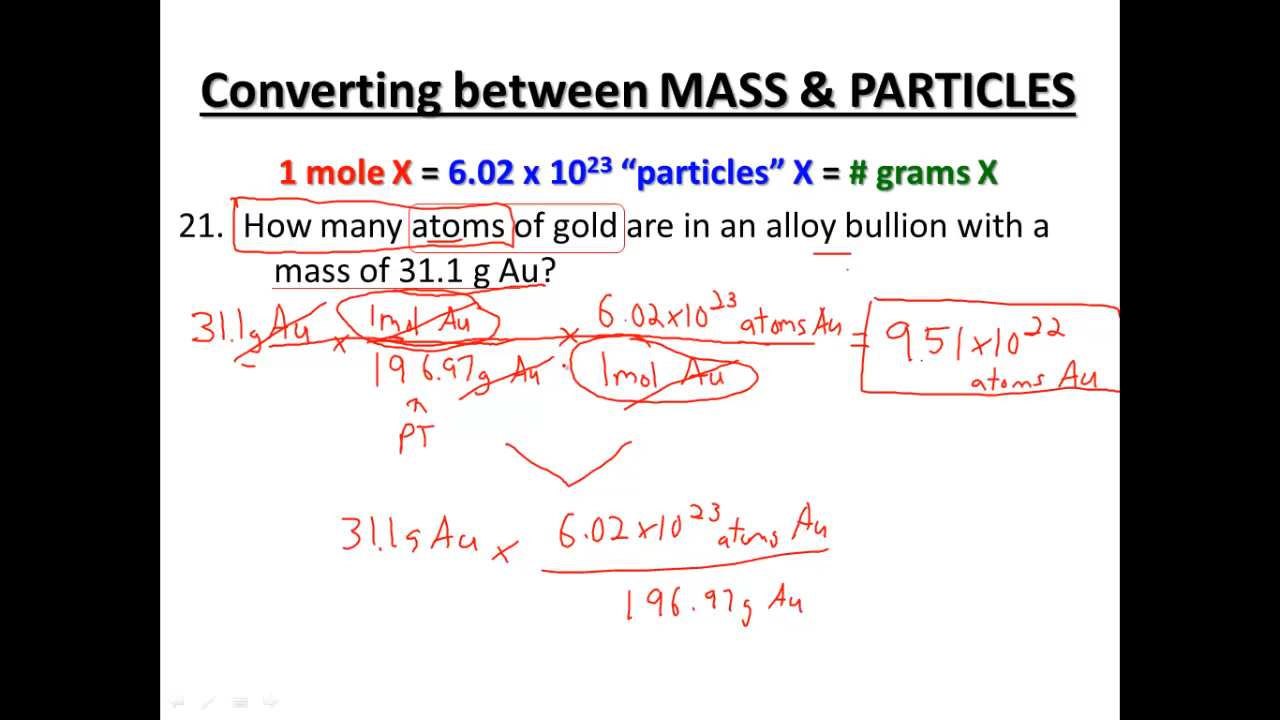 Converting between MASS & PARTICLES
1 mole X = 6.02 x 10²³ “particles” X = # grams X
21. How many atoms of gold are in an alloy bullion with a
mass of 31.1 g Au?
31.1g Au x 1mol Au x 6.02x10²³ atoms Au = 9.51x10²²
196.97g Au 1mol Au atoms Au
PT
31.1g Au x 6.02x10²³ atoms Au
196.97g Au